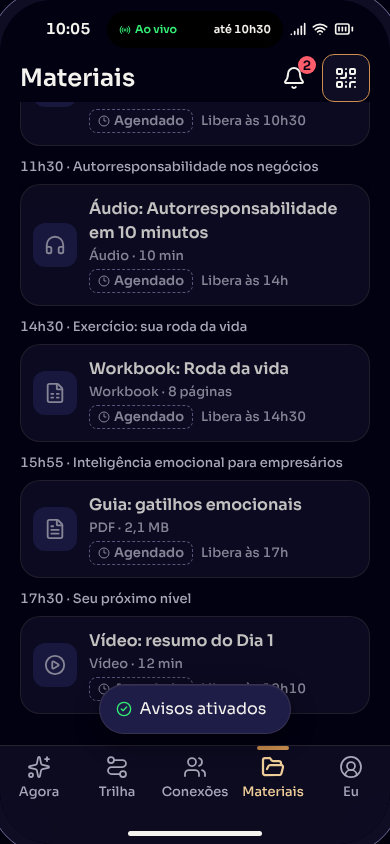 10:05
Ao vivo
até 10h30
Materiais
2
Agendado Libera às 10h30
11h30 · Autorresponsabilidade nos negócios
Áudio: Autorresponsabilidade
em 10 minutos
Áudio · 10 min
Agendado Libera às 14h
14h30 · Exercício: sua roda da vida
Workbook: Roda da vida
Workbook · 8 páginas
Agendado Libera às 14h30
15h55 · Inteligência emocional para empresários
Guia: gatilhos emocionais
PDF · 2,1 MB
Agendado Libera às 17h
17h30 · Seu próximo nível
Vídeo: resumo do Dia 1
Vídeo · 12 min
Avisos ativados
Agora
Trilha
Conexões
Materiais
Eu